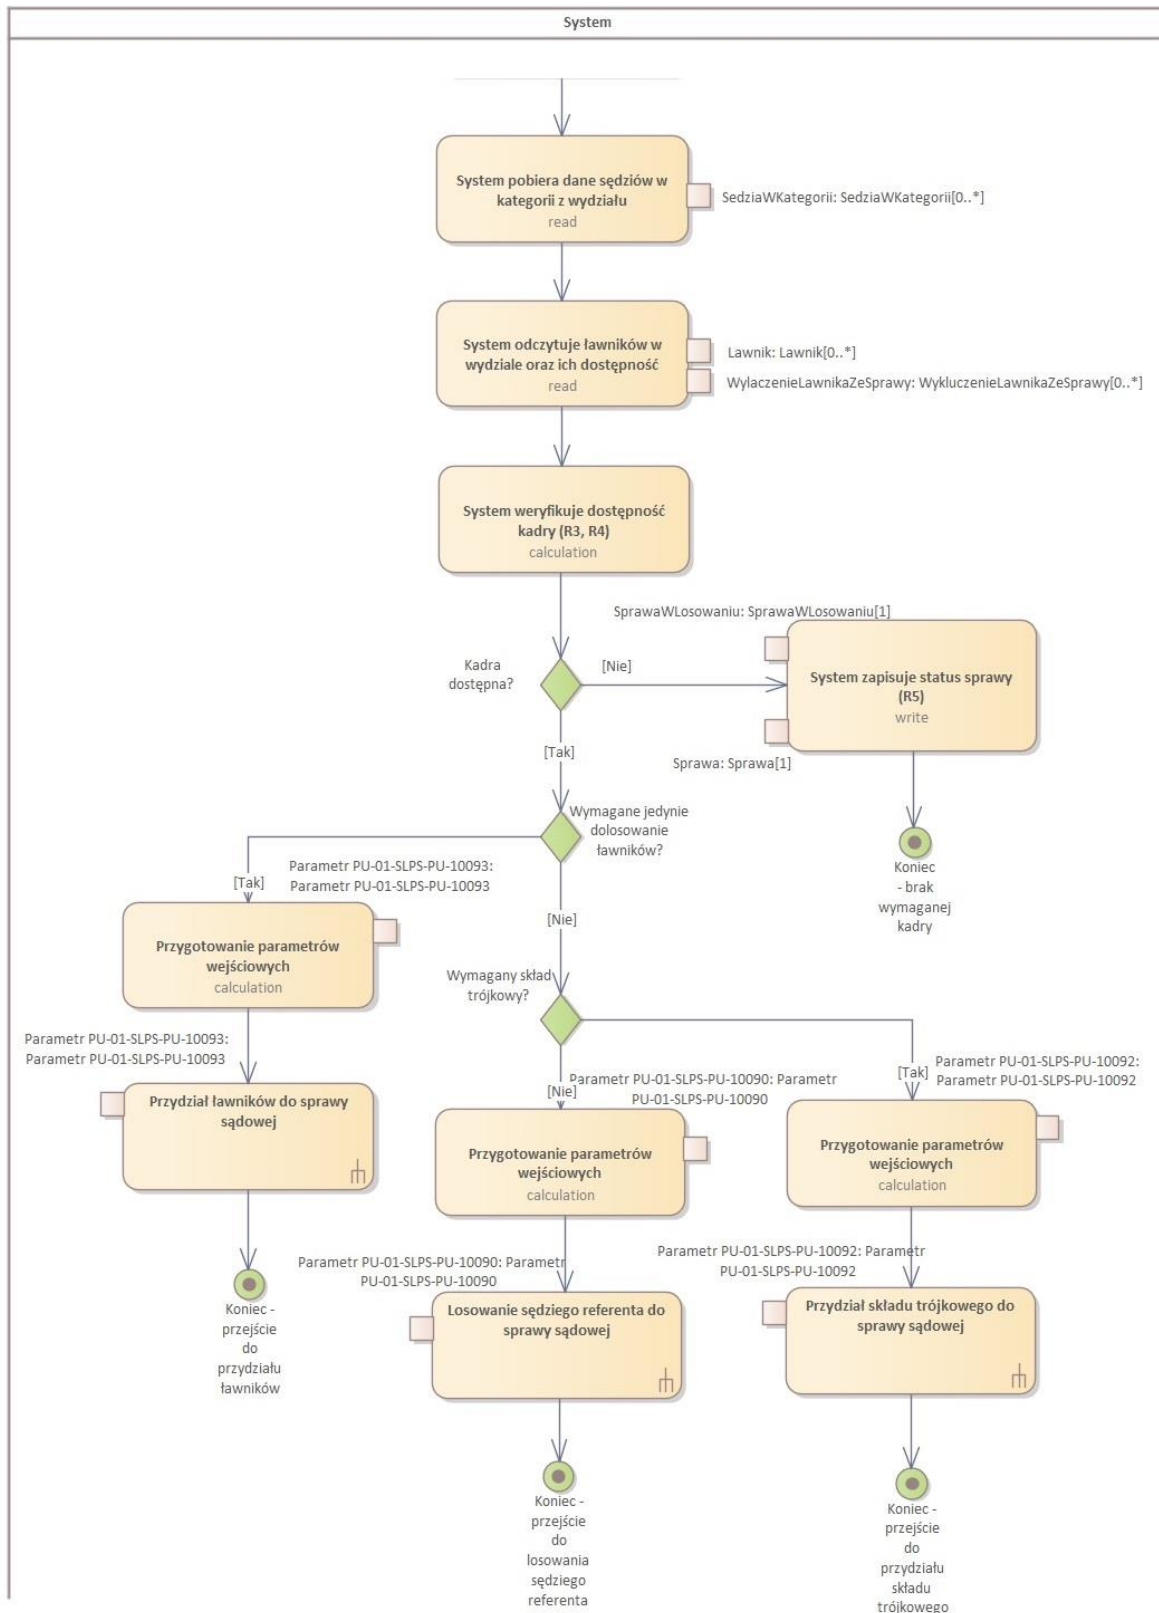 System
System pobiera dane sędziów w
kategorii z wydziału
read
SedziaWKategorii: SedziaWKategorii[0..*]
System odczytuje ławników w
wydziale oraz ich dostępność
read
Lawnik: Lawnik[0..*]
WylaczenieLawnikaZeSprawy: WykluczenieLawnikaZeSprawy[0..*]
System weryfikuje dostępność
kadry (R3, R4)
calculation
SprawaWLosowaniu: SprawaWLosowaniu[1]
Kadra
dostępna?
[Nie]
System zapisuje status sprawy
(R5)
write
[Tak]
Sprawa: Sprawa[1]
Wymagane jedynie
dolosowanie
ławników?
Koniec
- brak
wymaganej
kadry
Parametr PU-01-SLPS-PU-10093:
Parametr PU-01-SLPS-PU-10093
[Tak]
[Nie]
Przygotowanie parametrów
wejściowych
calculation
Wymagany skład
trójkowy?
Parametr PU-01-SLPS-PU-10093:
Parametr PU-01-SLPS-PU-10093
Przydział ławników do sprawy
sądowej
Koniec -
przejście
do
przydziału
ławników
[Nie]
Parametr PU-01-SLPS-PU-10090: Parametr
PU-01-SLPS-PU-10090
[Tak]
Parametr PU-01-SLPS-PU-10092:
Parametr PU-01-SLPS-PU-10092
Przygotowanie parametrów
wejściowych
calculation
Przygotowanie parametrów
wejściowych
calculation
Parametr PU-01-SLPS-PU-10090: Parametr
PU-01-SLPS-PU-10090
Parametr PU-01-SLPS-PU-10092: Parametr
PU-01-SLPS-PU-10092
Losowanie sędziego referenta do
sprawy sądowej
Przydział składu trójkowego do
sprawy sądowej
Koniec -
przejście
do
losowania
sędziego
referenta
Koniec -
przejście
do
przydziału
składu
trójkowego